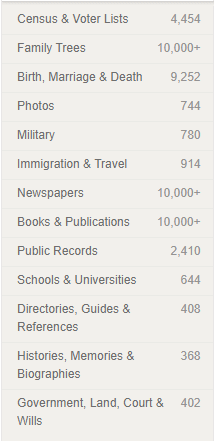 Census & Voter Lists 4,454
Family Trees 10,000+
Birth, Marriage & Death 9,252
Photos 744
Military 780
Immigration & Travel 914
Newspapers 10,000+
Books & Publications 10,000+
Public Records 2,410
Schools & Universities 644
Directories, Guides & 408
References
Histories, Memories & 368
Biographies
Government, Land, Court & 402
Wills